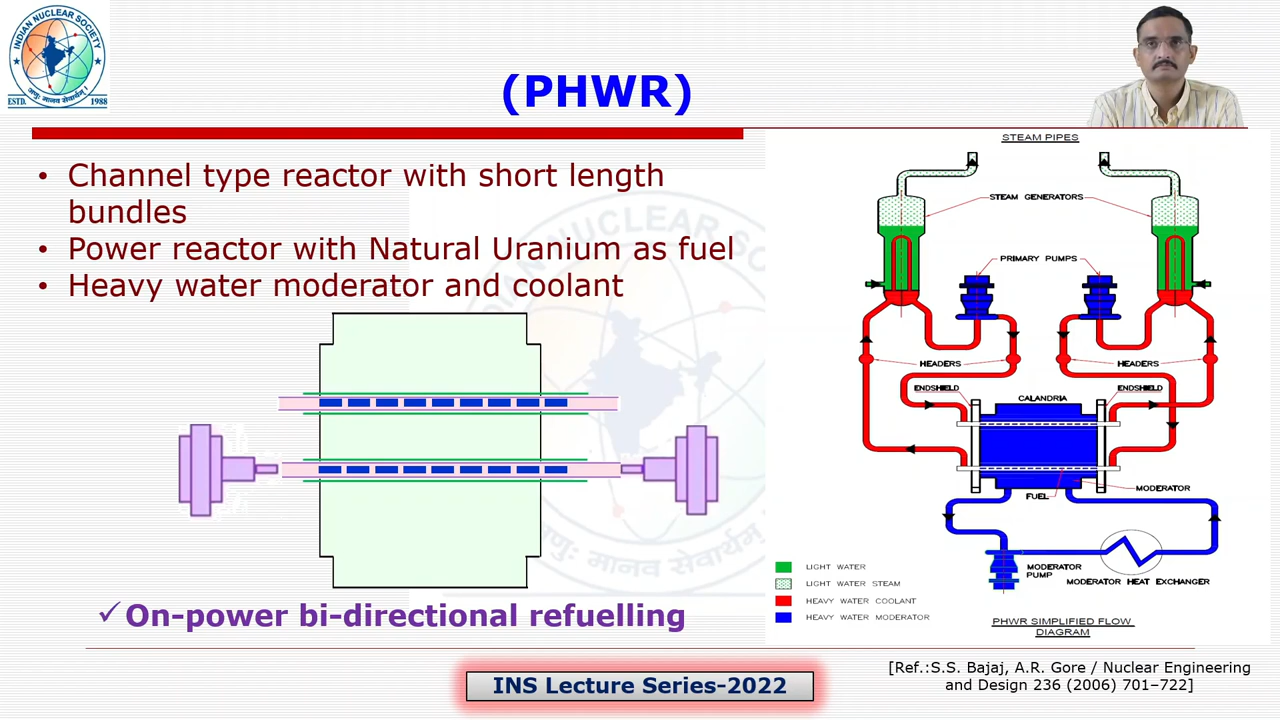 INDIAN NUCLEAR SOCIETY
ESTD. 1988
(PHWR)
• Channel type reactor with short length
bundles
• Power reactor with Natural Uranium as fuel
• Heavy water moderator and coolant
✓On-power bi-directional refuelling
STEAM PIPES
STEAM GENERATORS
PRIMARY PUMPS
HEADERS
HEADERS
ENDSHIELD
ENDSHIELD
CALANDRIA
FUEL
MODERATOR
MODERATOR
PUMP
MODERATOR HEAT EXCHANGER
LIGHT WATER
LIGHT WATER STEAM
HEAVY WATER COOLANT
HEAVY WATER MODERATOR
PHWR SIMPLIFIED FLOW
DIAGRAM
INS Lecture Series-2022
[Ref.:S.S. Bajaj, A.R. Gore / Nuclear Engineering
and Design 236 (2006) 701–722]